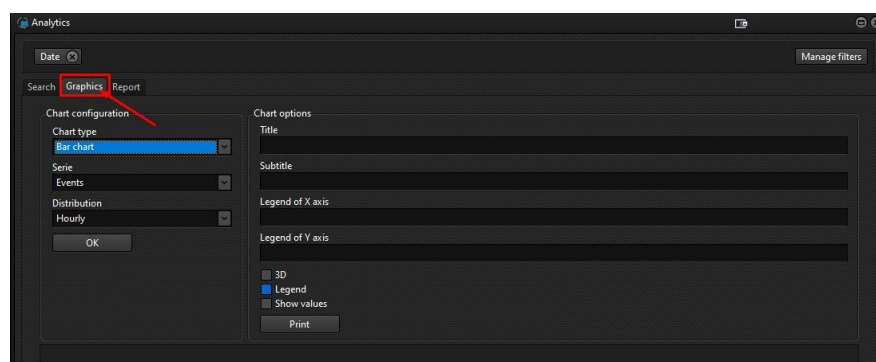 Analytics
Date
Manage filters
Search Graphics Report
Chart configuration
Chart type
Bar chart
Serie
Events
Distribution
Hourly
OK
Chart options
Title
Subtitle
Legend of X axis
Legend of Y axis
3D
Legend
Show values
Print